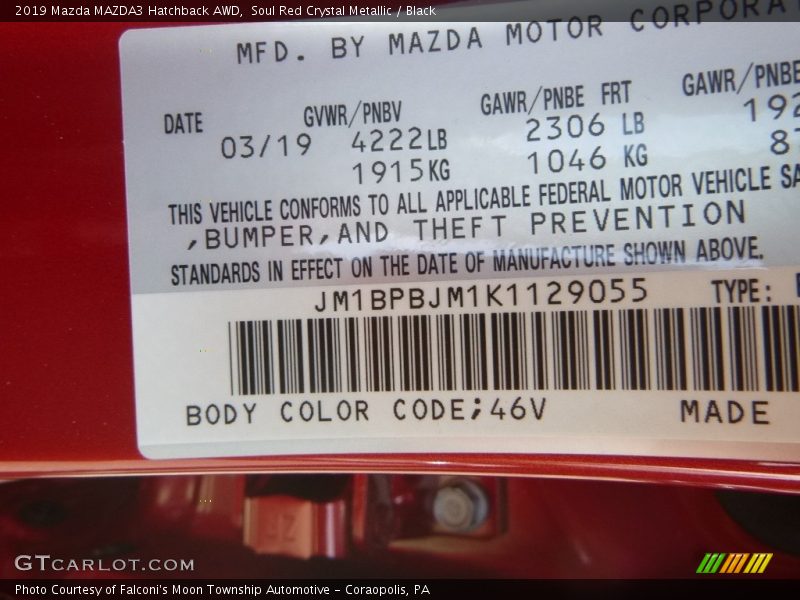 2019 Mazda MAZDA3 Hatchback AWD, Soul Red Crystal Metallic / Black
MFD. BY MAZDA MOTOR CORPORAT
DATE GVWR/PNBV GAWR/PNBE FRT GAWR/PNBE
03/19 4222LB 2306 LB 192
1915KG 1046 KG 87
THIS VEHICLE CONFORMS TO ALL APPLICABLE FEDERAL MOTOR VEHICLE SA
,BUMPER,AND THEFT PREVENTION
STANDARDS IN EFFECT ON THE DATE OF MANUFACTURE SHOWN ABOVE.
JM1BPBJM1K1129055 TYPE:
BODY COLOR CODE;46V MADE
GTCARLOT.COM
Photo Courtesy of Falconi's Moon Township Automotive - Coraopolis, PA